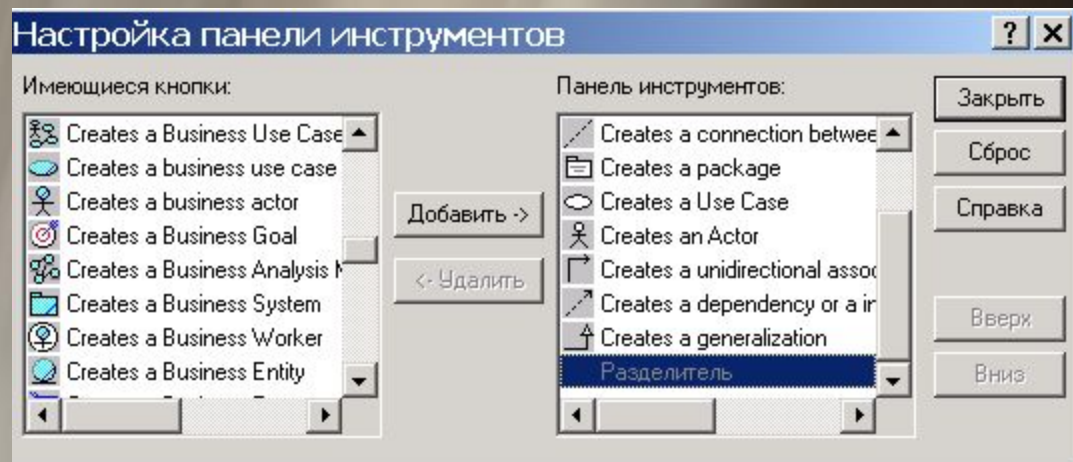 Настройка панели инструментов
Имеющиеся кнопки:
Creates a Business Use Case
Creates a business use case
Creates a business actor
Creates a Business Goal
Creates a Business Analysis
Creates a Business System
Creates a Business Worker
Creates a Business Entity
Добавить ->
<- Удалить
Панель инструментов:
Creates a connection betwee
Creates a package
Creates a Use Case
Creates an Actor
Creates a unidirectional assoc
Creates a dependency or a ir
Creates a generalization
Разделитель
Закрыть
Сброс
Справка
Вверх
Вниз